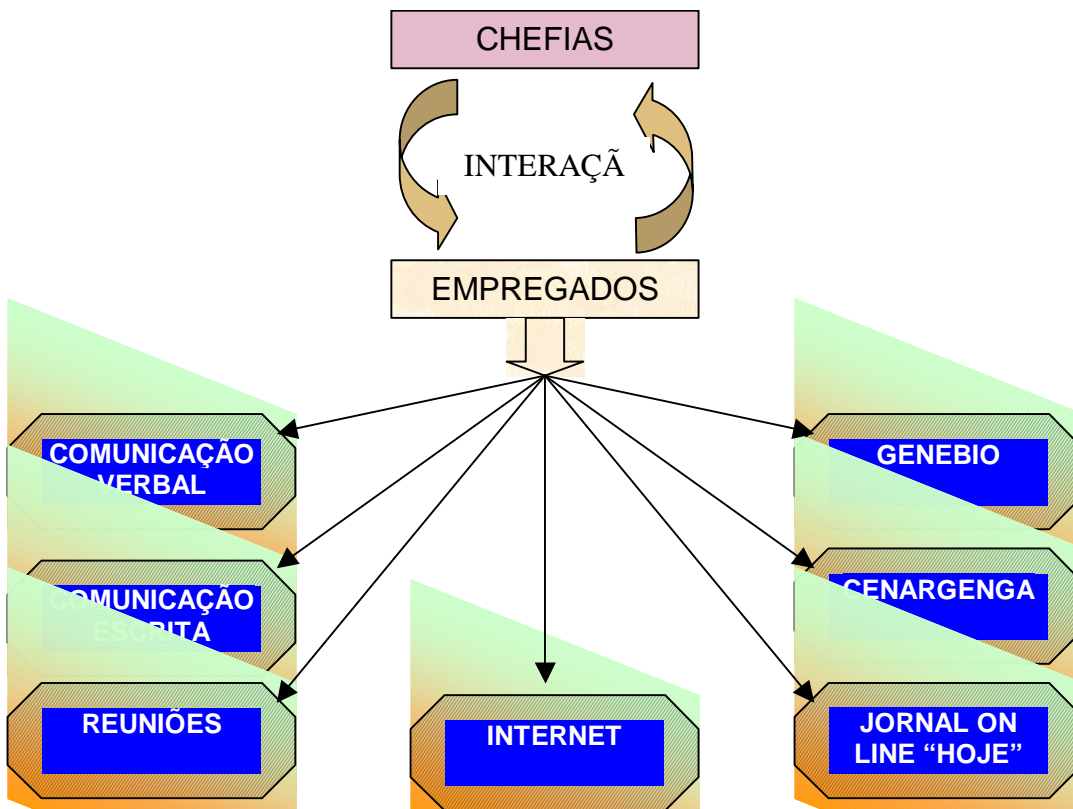 CHEFIAS
INTERAÇÃ
EMPREGADOS
COMUNICAÇÃO
VERBAL
GENEBIO
COMUNICAÇÃO
ESCRITA
CENARGENGA
REUNIÕES
INTERNET
JORNAL ON
LINE “HOJE”